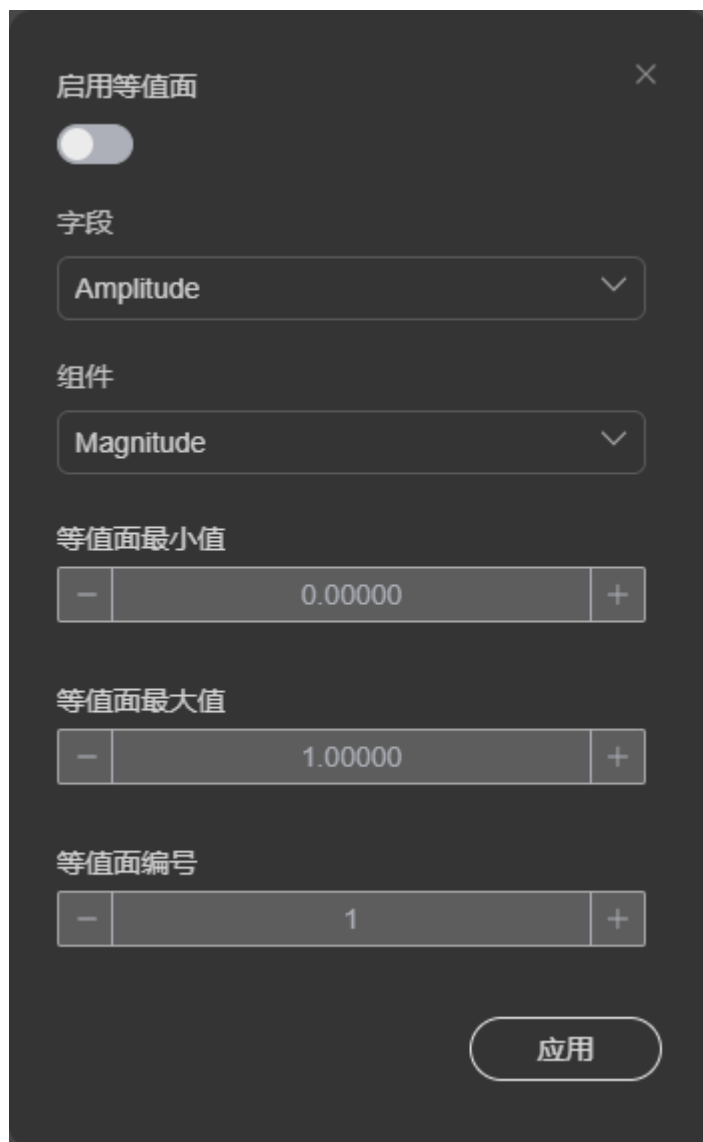 启用等值面
字段
Amplitude
组件
Magnitude
等值面最小值
0.00000
等值面最大值
1.00000
等值面编号
1
应用